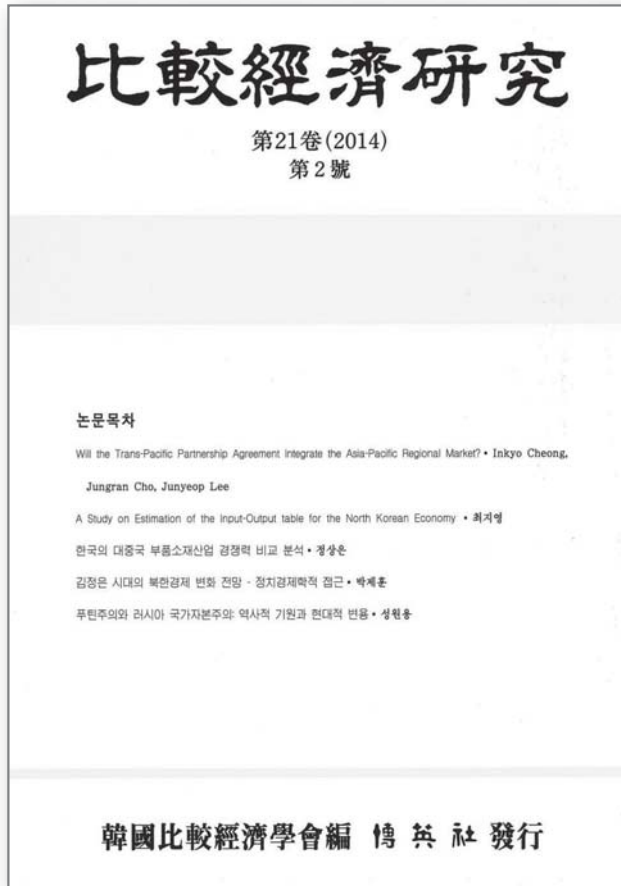 比較經濟硏究
第21卷(2014)
第2號
논문목차
Will the Trans-Pacific Partnership Agreement Integrate the Asia-Pacific Regional Market? • Inkyo Cheong,
Jungran Cho, Junyeop Lee
A Study on Estimation of the Input-Output table for the North Korean Economy • 최지영
한국의 대중국 부품소재산업 경쟁력 비교 분석 • 정상은
김정은 시대의 북한경제 변화 전망 - 정치경제학적 접근 • 박제훈
푸틴주의와 러시아 국가자본주의: 역사적 기원과 현대적 변용 • 성원용
韓國比較經濟學會編 博英社 發行